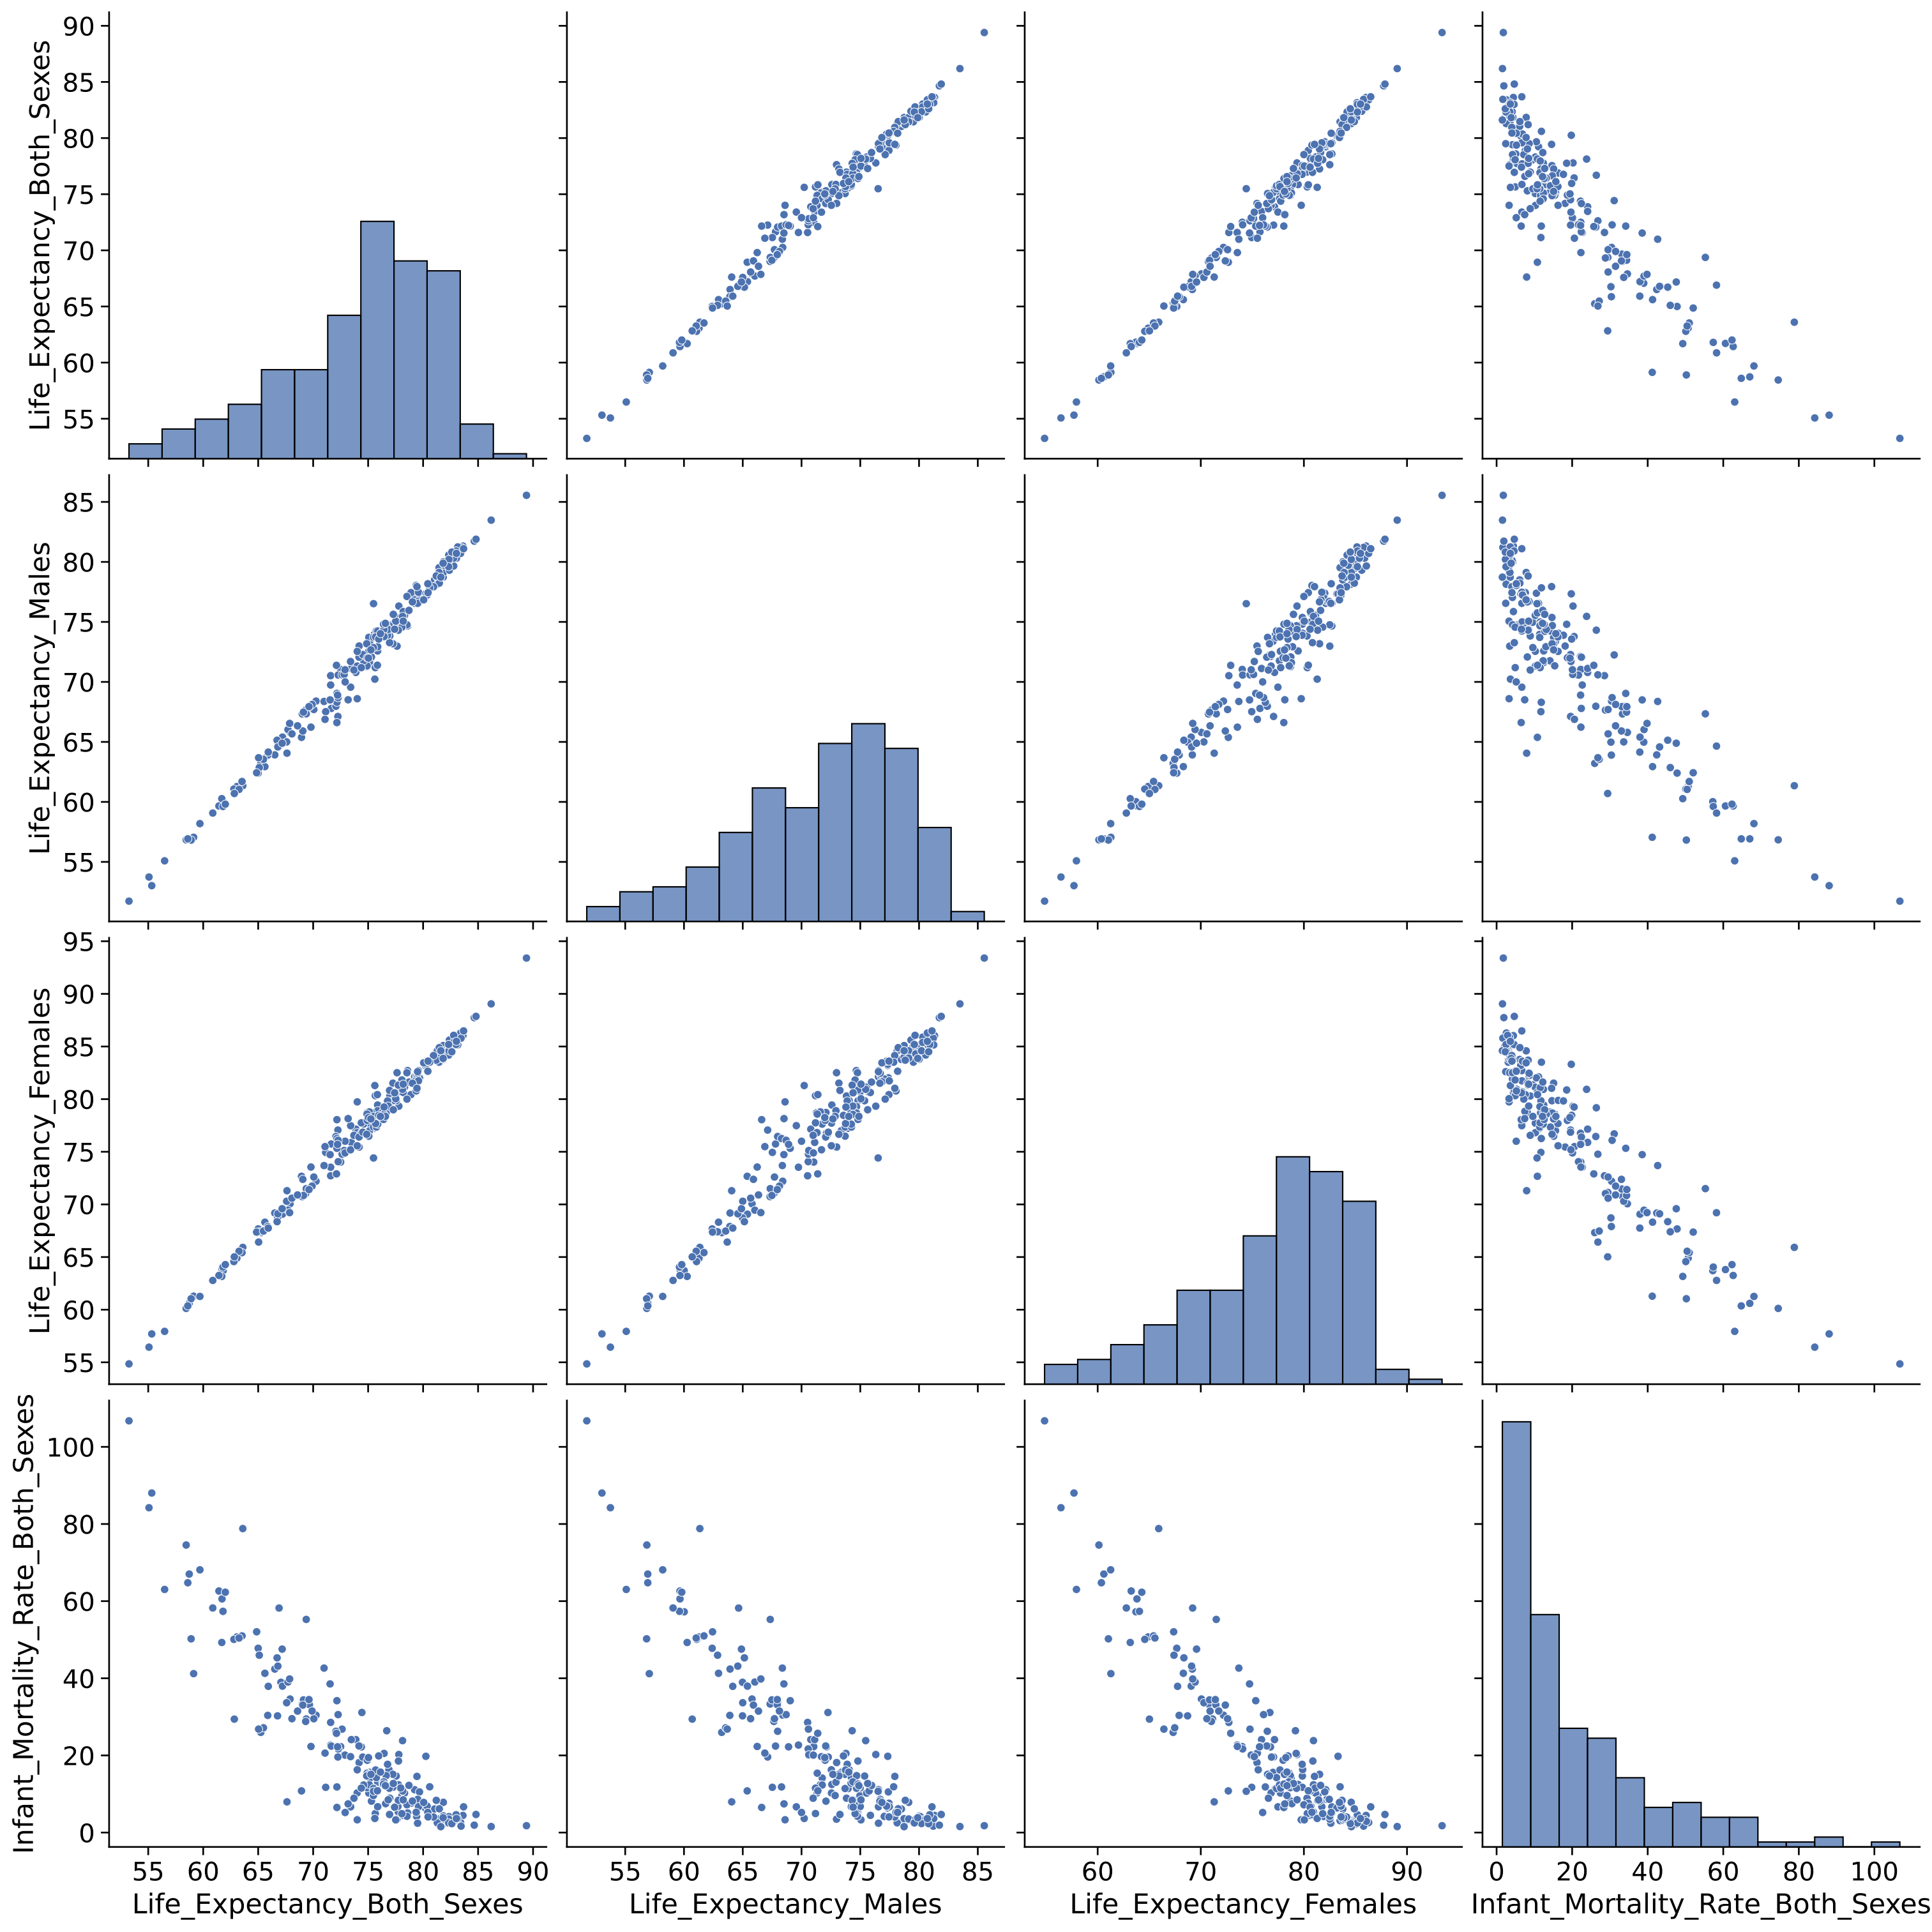 Life_Expectancy_Both_Sexes
90
85
80
75
70
65
60
55
Life_Expectancy_Males
85
80
75
70
65
60
55
Life_Expectancy_Females
95
90
85
80
75
70
65
60
55
Infant_Mortality_Rate_Both_Sexes
100
80
60
40
20
0
55 60 65 70 75 80 85 90
Life_Expectancy_Both_Sexes
55 60 65 70 75 80 85
Life_Expectancy_Males
60 70 80 90
Life_Expectancy_Females
0 20 40 60 80 100
Infant_Mortality_Rate_Both_Sexes